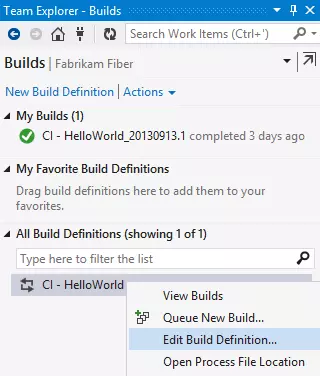 Team Explorer - Builds
Search Work Items (Ctrl+')
Builds | Fabrikam Fiber
New Build Definition | Actions
My Builds (1)
CI - HelloWorld_20130913.1 completed 3 days ago
My Favorite Build Definitions
Drag build definitions here to add them to your
favorites.
All Build Definitions (showing 1 of 1)
Type here to filter the list
CI - HelloWorld
View Builds
Queue New Build...
Edit Build Definition...
Open Process File Location